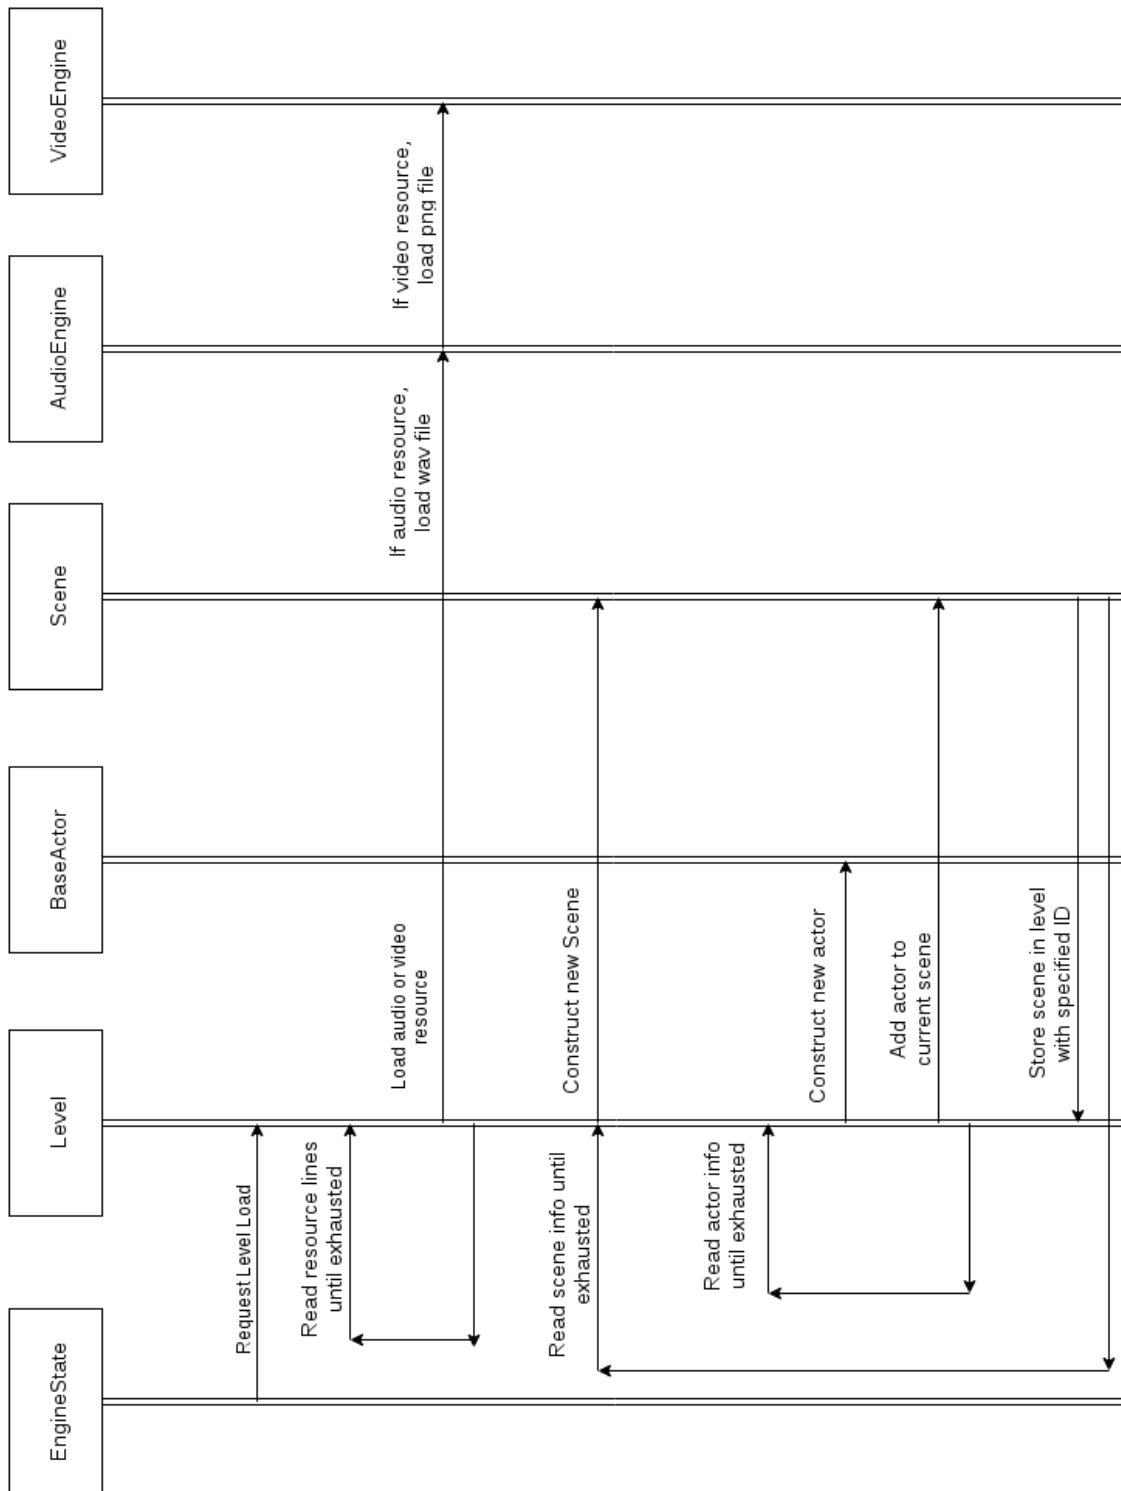 EngineState
Level
BaseActor
Scene
AudioEngine
VideoEngine
Request Level Load
Read resource lines
until exhausted
Load audio or video
resource
If audio resource,
load wav file
If video resource,
load png file
Read scene info until
exhausted
Construct new Scene
Read actor info
until exhausted
Construct new actor
Add actor to
current scene
Store scene in level
with specified ID